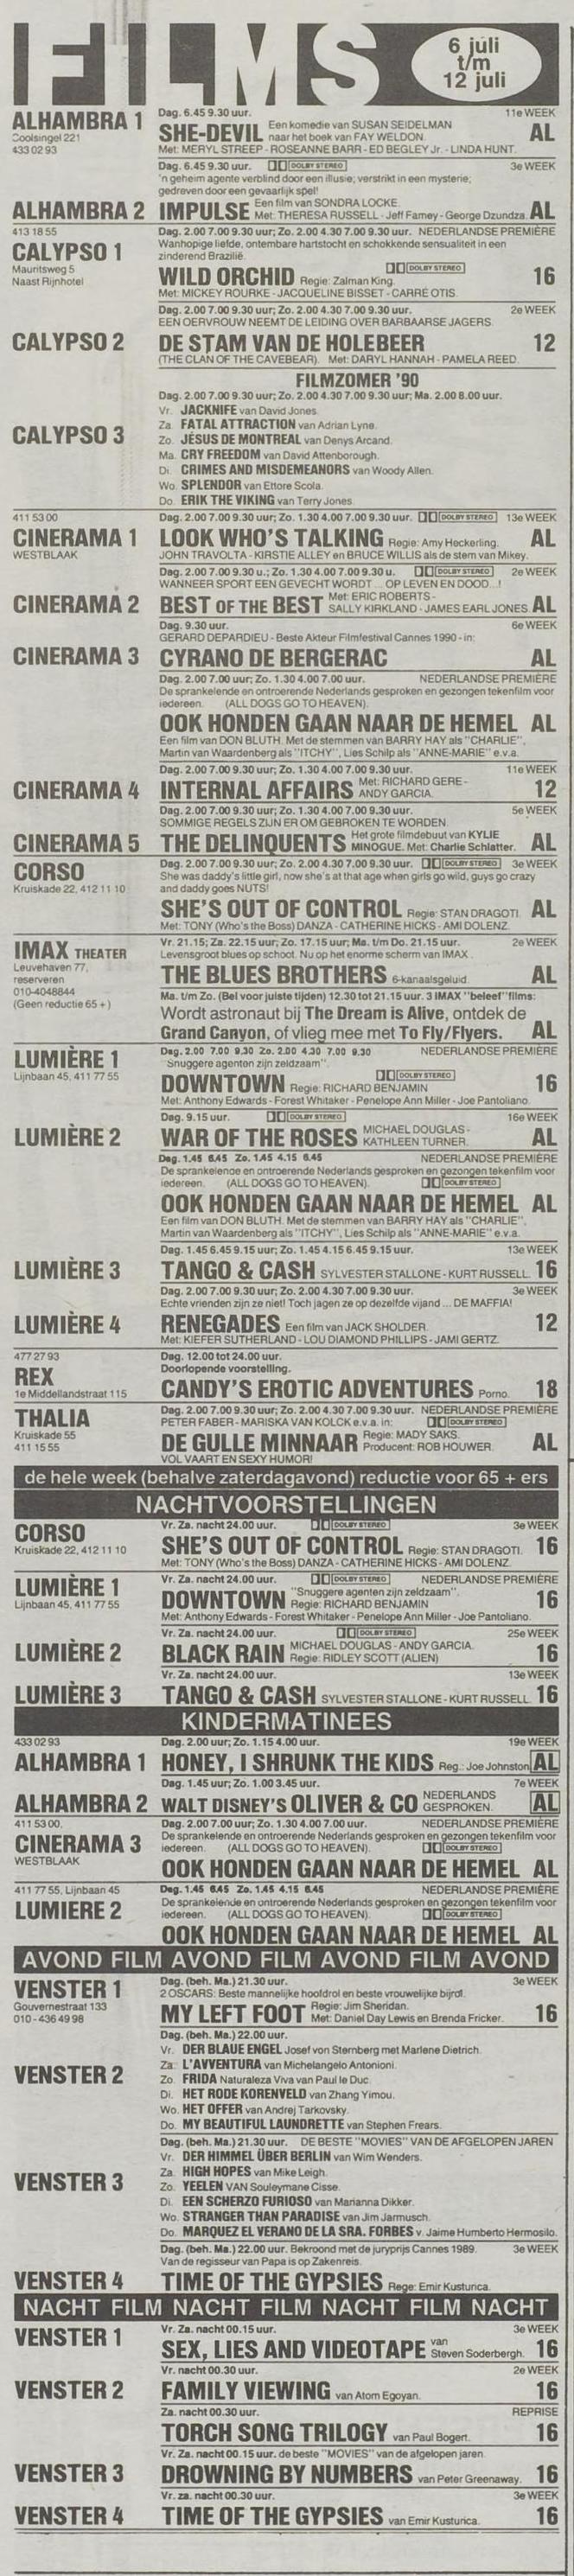 FILMS
6 juli
t/m
12 juli
ALHAMBRA 1
Coolsingel 221
433 02 93
Dag. 6.45 9.30 uur. 11e WEEK
SHE-DEVIL Een komedie van SUSAN SEIDELMAN naar het boek van FAY WELDON. AL
Met: MERYL STREEP - ROSEANNE BARR - ED BEGLEY Jr. - LINDA HUNT.
Dag. 6.45 9.30 uur. DOLBY STEREO 3e WEEK
'n geheim agente verblind door een illusie; verstrikt in een mysterie;
gedreven door een gevaarlijk spel!
ALHAMBRA 2 IMPULSE Een film van SONDRA LOCKE. Met: THERESA RUSSELL - Jeff Famey - George Dzundza. AL
413 18 55
Dag. 2.00 7.00 9.30 uur; Zo. 2.00 4.30 7.00 9.30 uur. NEDERLANDSE PREMIÈRE
CALYPSO 1
Mauritsweg 5
Naast Rijnhotel
Wanhopige liefde, ontembare hartstocht en schokkende sensualiteit in een
zinderend Brazilië. DOLBY STEREO
WILD ORCHID Regie: Zalman King. 16
Met: MICKEY ROURKE - JACQUELINE BISSET - CARRÉ OTIS.
Dag. 2.00 7.00 9.30 uur; Zo. 2.00 4.30 7.00 9.30 uur. 2e WEEK
EEN OERVROUW NEEMT DE LEIDING OVER BARBAARSE JAGERS.
CALYPSO 2 DE STAM VAN DE HOLEBEER 12
(THE CLAN OF THE CAVEBEAR). Met: DARYL HANNAH - PAMELA REED.
FILMZOMER '90
Dag. 2.00 7.00 9.30 uur; Zo. 2.00 4.30 7.00 9.30 uur; Ma. 2.00 8.00 uur.
CALYPSO 3
Vr. JACKNIFE van David Jones.
Za. FATAL ATTRACTION van Adrian Lyne.
Zo. JÉSUS DE MONTREAL van Denys Arcand.
Ma. CRY FREEDOM van David Attenborough.
Di. CRIMES AND MISDEMEANORS van Woody Allen.
Wo. SPLENDOR van Ettore Scola.
Do. ERIK THE VIKING van Terry Jones.
411 53 00
Dag. 2.00 7.00 9.30 uur; Zo. 1.30 4.00 7.00 9.30 uur. DOLBY STEREO 13e WEEK
CINERAMA 1
WESTBLAAK
LOOK WHO'S TALKING Regie: Amy Heckerling. AL
JOHN TRAVOLTA - KIRSTIE ALLEY en BRUCE WILLIS als de stem van Mikey.
Dag. 2.00 7.00 9.30 u.; Zo. 1.30 4.00 7.00 9.30 u. DOLBY STEREO 2e WEEK
WANNEER SPORT EEN GEVECHT WORDT ... OP LEVEN EN DOOD...!
CINERAMA 2 BEST OF THE BEST Met: ERIC ROBERTS - SALLY KIRKLAND - JAMES EARL JONES. AL
Dag. 9.30 uur. 6e WEEK
GERARD DEPARDIEU - Beste Akteur Filmfestival Cannes 1990 - in:
CINERAMA 3 CYRANO DE BERGERAC AL
Dag. 2.00 7.00 uur; Zo. 1.30 4.00 7.00 uur. NEDERLANDSE PREMIÈRE
De sprankelende en ontroerende Nederlands gesproken en gezongen tekenfilm voor
iedereen. (ALL DOGS GO TO HEAVEN).
OOK HONDEN GAAN NAAR DE HEMEL AL
Een film van DON BLUTH. Met de stemmen van BARRY HAY als "CHARLIE",
Martin van Waardenberg als "ITCHY", Lies Schilp als "ANNE-MARIE" e.v.a.
Dag. 2.00 7.00 9.30 uur; Zo. 1.30 4.00 7.00 9.30 uur. 11e WEEK
CINERAMA 4 INTERNAL AFFAIRS Met: RICHARD GERE - ANDY GARCIA. 12
Dag. 2.00 7.00 9.30 uur; Zo. 1.30 4.00 7.00 9.30 uur. 5e WEEK
SOMMIGE REGELS ZIJN ER OM GEBROKEN TE WORDEN.
CINERAMA 5 THE DELINQUENTS Het grote filmdebuut van KYLIE MINOGUE. Met: Charlie Schlatter. AL
CORSO
Kruiskade 22, 412 11 10
Dag. 2.00 7.00 9.30 uur; Zo. 2.00 4.30 7.00 9.30 uur. DOLBY STEREO 3e WEEK
She was daddy's little girl, now she's at that age when girls go wild, guys go crazy
and daddy goes NUTS!
SHE'S OUT OF CONTROL Regie: STAN DRAGOTI. AL
Met: TONY (Who's the Boss) DANZA - CATHERINE HICKS - AMI DOLENZ.
IMAX THEATER
Leuvehaven 77,
reserveren
010-4048844
(Geen reductie 65 +)
Vr. 21.15; Za. 22.15 uur; Zo. 17.15 uur; Ma. t/m Do. 21.15 uur. 2e WEEK
Levensgroot blues op schoot. Nu op het enorme scherm van IMAX.
THE BLUES BROTHERS 6-kanaalsgeluid. AL
Ma. t/m Zo. (Bel voor juiste tijden) 12.30 tot 21.15 uur. 3 IMAX "beleef" films:
Wordt astronaut bij The Dream is Alive, ontdek de
Grand Canyon, of vlieg mee met To Fly/Flyers. AL
LUMIÈRE 1
Lijnbaan 45, 411 77 55
Dag. 2.00 7.00 9.30 Zo. 2.00 4.30 7.00 9.30 NEDERLANDSE PREMIÈRE
"Snuggere agenten zijn zeldzaam". DOLBY STEREO
DOWNTOWN Regie: RICHARD BENJAMIN 16
Met: Anthony Edwards - Forest Whitaker - Penelope Ann Miller - Joe Pantoliano.
Dag. 9.15 uur. DOLBY STEREO 16e WEEK
LUMIÈRE 2 WAR OF THE ROSES MICHAEL DOUGLAS - KATHLEEN TURNER. AL
Dag. 1.45 6.45 Zo. 1.45 4.15 6.45 NEDERLANDSE PREMIÈRE
De sprankelende en ontroerende Nederlands gesproken en gezongen tekenfilm voor
iedereen. (ALL DOGS GO TO HEAVEN). DOLBY STEREO
OOK HONDEN GAAN NAAR DE HEMEL AL
Een film van DON BLUTH. Met de stemmen van BARRY HAY als "CHARLIE",
Martin van Waardenberg als "ITCHY", Lies Schilp als "ANNE-MARIE" e.v.a.
Dag. 1.45 6.45 9.15 uur; Zo. 1.45 4.15 6.45 9.15 uur. 13e WEEK
LUMIÈRE 3 TANGO & CASH SYLVESTER STALLONE - KURT RUSSELL. 16
Dag. 2.00 7.00 9.30 uur; Zo. 2.00 4.30 7.00 9.30 uur. 3e WEEK
Echte vrienden zijn ze niet! Toch jagen ze op dezelfde vijand ... DE MAFFIA!
LUMIÈRE 4 RENEGADES Een film van JACK SHOLDER. 12
Met: KIEFER SUTHERLAND - LOU DIAMOND PHILLIPS - JAMI GERTZ.
477 27 93
REX
1e Middellandstraat 115
Dag. 12.00 tot 24.00 uur.
Doorlopende voorstelling.
CANDY'S EROTIC ADVENTURES Porno. 18
THALIA
Kruiskade 55
411 15 55
Dag. 2.00 7.00 9.30 uur; Zo. 2.00 4.30 7.00 9.30 uur. NEDERLANDSE PREMIÈRE
PETER FABER - MARISKA VAN KOLCK e.v.a. in: DOLBY STEREO
DE GULLE MINNAAR Regie: MADY SAKS. Producent: ROB HOUWER. AL
VOL VAART EN SEXY HUMOR!
de hele week (behalve zaterdagavond) reductie voor 65 + ers
NACHTVOORSTELLINGEN
CORSO
Kruiskade 22, 412 11 10
Vr. Za. nacht 24.00 uur. DOLBY STEREO 3e WEEK
SHE'S OUT OF CONTROL Regie: STAN DRAGOTI. 16
Met: TONY (Who's the Boss) DANZA - CATHERINE HICKS - AMI DOLENZ.
LUMIÈRE 1
Lijnbaan 45, 411 77 55
Vr. Za. nacht 24.00 uur. DOLBY STEREO NEDERLANDSE PREMIÈRE
DOWNTOWN "Snuggere agenten zijn zeldzaam". Regie: RICHARD BENJAMIN 16
Met: Anthony Edwards - Forest Whitaker - Penelope Ann Miller - Joe Pantoliano.
Vr. Za. nacht 24.00 uur. DOLBY STEREO 25e WEEK
LUMIÈRE 2 BLACK RAIN MICHAEL DOUGLAS - ANDY GARCIA. Regie: RIDLEY SCOTT (ALIEN) 16
Vr. Za. nacht 24.00 uur. 13e WEEK
LUMIÈRE 3 TANGO & CASH SYLVESTER STALLONE - KURT RUSSELL. 16
KINDERMATINEES
433 02 93
Dag. 2.00 uur; Zo. 1.15 4.00 uur. 19e WEEK
ALHAMBRA 1 HONEY, I SHRUNK THE KIDS Reg.: Joe Johnston AL
Dag. 1.45 uur; Zo. 1.00 3.45 uur. 7e WEEK
ALHAMBRA 2 WALT DISNEY'S OLIVER & CO NEDERLANDS GESPROKEN. AL
411 53 00.
CINERAMA 3
WESTBLAAK
Dag. 2.00 7.00 uur; Zo. 1.30 4.00 7.00 uur. NEDERLANDSE PREMIÈRE
De sprankelende en ontroerende Nederlands gesproken en gezongen tekenfilm voor
iedereen. (ALL DOGS GO TO HEAVEN). DOLBY STEREO
OOK HONDEN GAAN NAAR DE HEMEL AL
411 77 55, Lijnbaan 45
LUMIERE 2
Dag. 1.45 6.45 Zo. 1.45 4.15 6.45 NEDERLANDSE PREMIÈRE
De sprankelende en ontroerende Nederlands gesproken en gezongen tekenfilm voor
iedereen. (ALL DOGS GO TO HEAVEN). DOLBY STEREO
OOK HONDEN GAAN NAAR DE HEMEL AL
AVOND FILM AVOND FILM AVOND FILM AVOND
VENSTER 1
Gouvernestraat 133
010 - 436 49 98
Dag. (beh. Ma.) 21.30 uur. 3e WEEK
2 OSCARS: Beste mannelijke hoofdrol en beste vrouwelijke bijrol.
MY LEFT FOOT Regie: Jim Sheridan. Met: Daniel Day Lewis en Brenda Fricker. 16
Dag. (beh. Ma.) 22.00 uur.
VENSTER 2
Vr. DER BLAUE ENGEL Josef von Sternberg met Marlene Dietrich.
Za. L'AVVENTURA van Michelangelo Antonioni.
Zo. FRIDA Naturaleza Viva van Paul le Duc.
Di. HET RODE KORENVELD van Zhang Yimou.
Wo. HET OFFER van Andrej Tarkovsky.
Do. MY BEAUTIFUL LAUNDRETTE van Stephen Frears.
Dag. (beh. Ma.) 21.30 uur. DE BESTE "MOVIES" VAN DE AFGELOPEN JAREN
VENSTER 3
Vr. DER HIMMEL ÜBER BERLIN van Wim Wenders.
Za. HIGH HOPES van Mike Leigh.
Zo. YEELEN VAN Souleymane Cisse.
Di. EEN SCHERZO FURIOSO van Marianna Dikker.
Wo. STRANGER THAN PARADISE van Jim Jarmusch.
Do. MARQUEZ EL VERANO DE LA SRA. FORBES v. Jaime Humberto Hermosilo.
Dag. (beh. Ma.) 22.00 uur. Bekroond met de juryprijs Cannes 1989. 3e WEEK
Van de regisseur van Papa is op Zakenreis.
VENSTER 4 TIME OF THE GYPSIES Rege: Emir Kusturica.
NACHT FILM NACHT FILM NACHT FILM NACHT
Vr. Za. nacht 00.15 uur. 3e WEEK
VENSTER 1 SEX, LIES AND VIDEOTAPE van Steven Soderbergh. 16
Vr. nacht 00.30 uur. 2e WEEK
VENSTER 2 FAMILY VIEWING van Atom Egoyan. 16
Za. nacht 00.30 uur. REPRISE
TORCH SONG TRILOGY van Paul Bogert. 16
Vr. Za. nacht 00.15 uur. de beste "MOVIES" van de afgelopen jaren.
VENSTER 3 DROWNING BY NUMBERS van Peter Greenaway. 16
Vr. za. nacht 00.30 uur. 3e WEEK
VENSTER 4 TIME OF THE GYPSIES van Emir Kusturica. 16